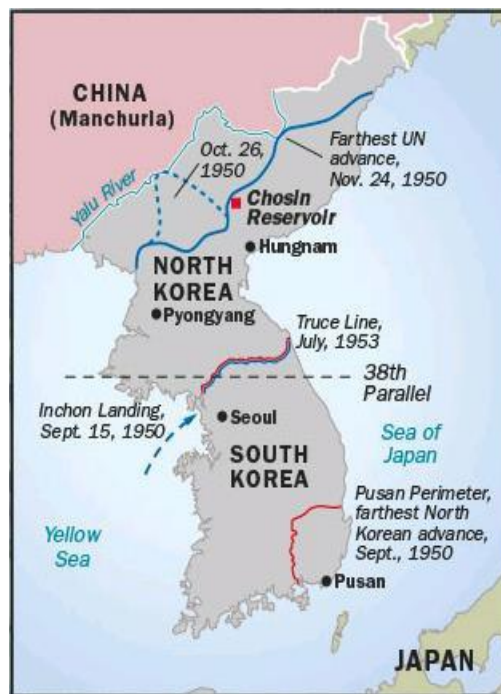 CHINA
(Manchuria)
Oct. 26,
1950
Farthest UN
advance,
Nov. 24, 1950
Yalu River
Chosin
Reservoir
Hungnam
NORTH
KOREA
Pyongyang
Truce Line,
July, 1953
38th
Parallel
Inchon Landing,
Sept. 15, 1950
Seoul
Sea of
Japan
SOUTH
KOREA
Pusan Perimeter,
farthest North
Korean advance,
Sept., 1950
Yellow
Sea
Pusan
JAPAN